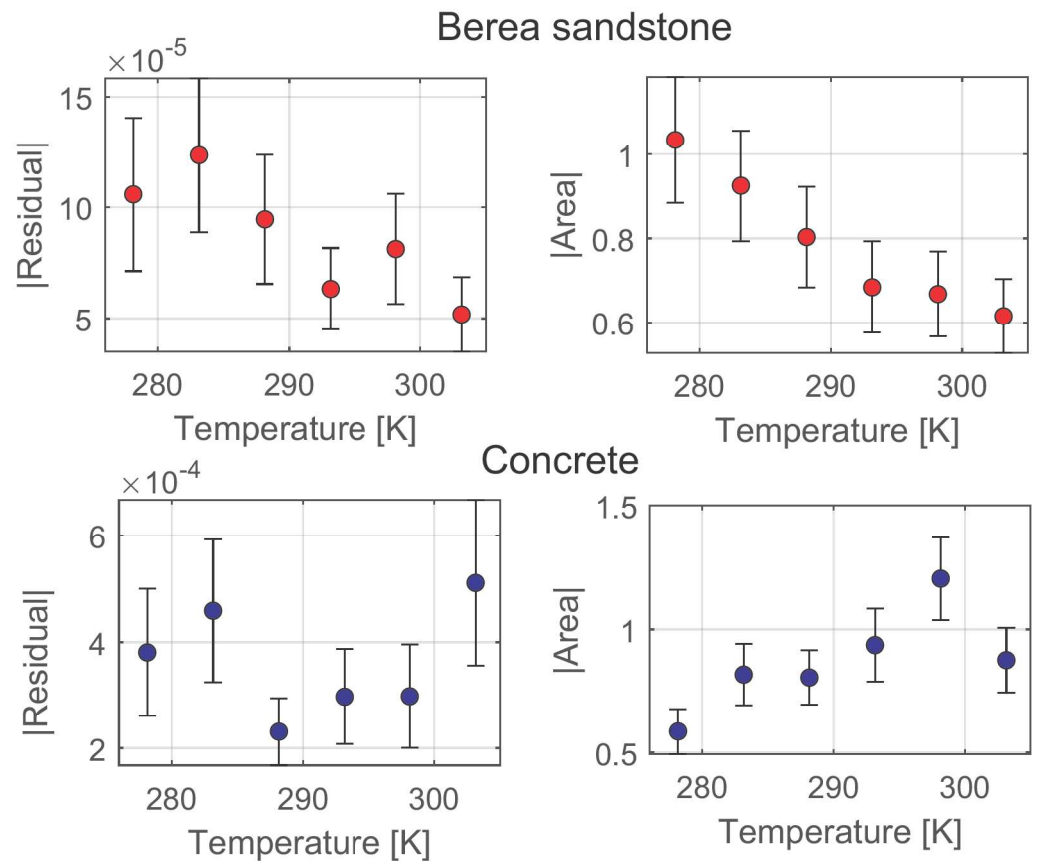 Berea sandstone
×10⁻⁵
15
10
5
|Residual|
280 290 300
Temperature [K]
1
0.8
0.6
|Area|
280 290 300
Temperature [K]
Concrete
×10⁻⁴
6
4
2
|Residual|
280 290 300
Temperature [K]
1.5
1
0.5
|Area|
280 290 300
Temperature [K]